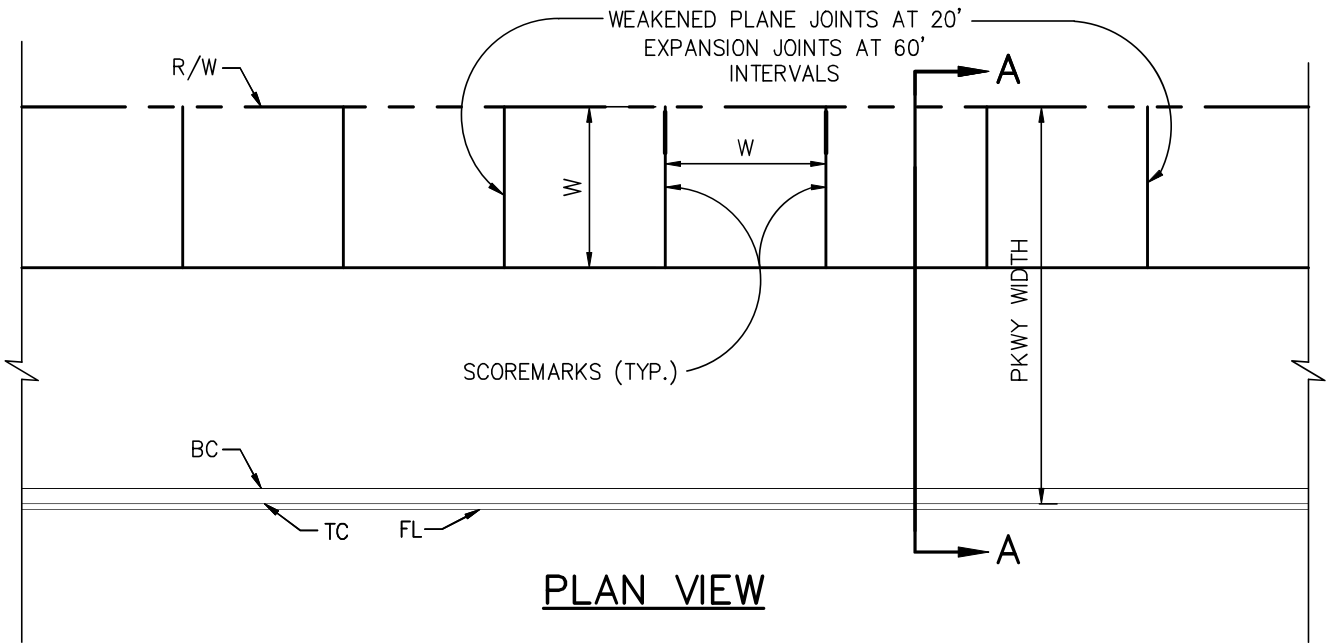 WEAKENED PLANE JOINTS AT 20'
EXPANSION JOINTS AT 60'
INTERVALS
R/W
A
W
W
PKWY WIDTH
SCOREMARKS (TYP.)
BC
TC
FL
A
PLAN VIEW